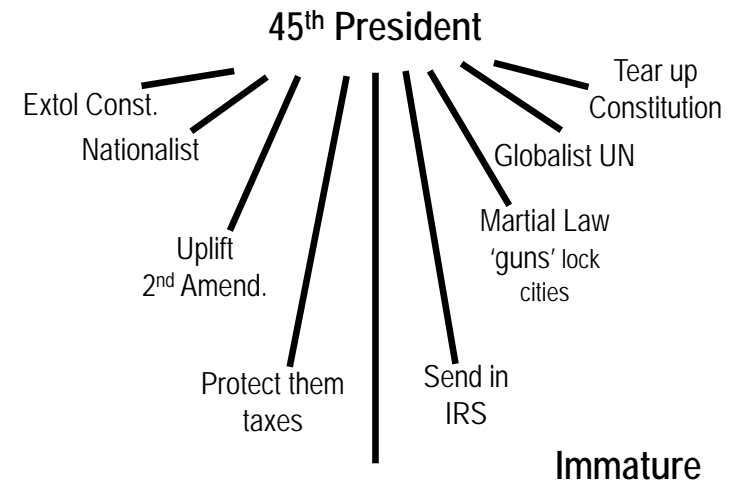 45th President
Extol Const.
Nationalist
Uplift
2nd Amend.
Protect them
taxes
Tear up
Constitution
Globalist UN
Martial Law
'guns' lock
cities
Send in
IRS
Immature